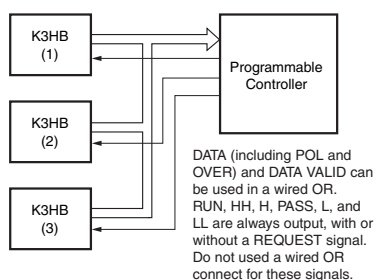 K3HB
(1)
K3HB
(2)
K3HB
(3)
Programmable
Controller
DATA (including POL and
OVER) and DATA VALID can
be used in a wired OR.
RUN, HH, H, PASS, L, and
LL are always output, with or
without a REQUEST signal.
Do not used a wired OR
connect for these signals.